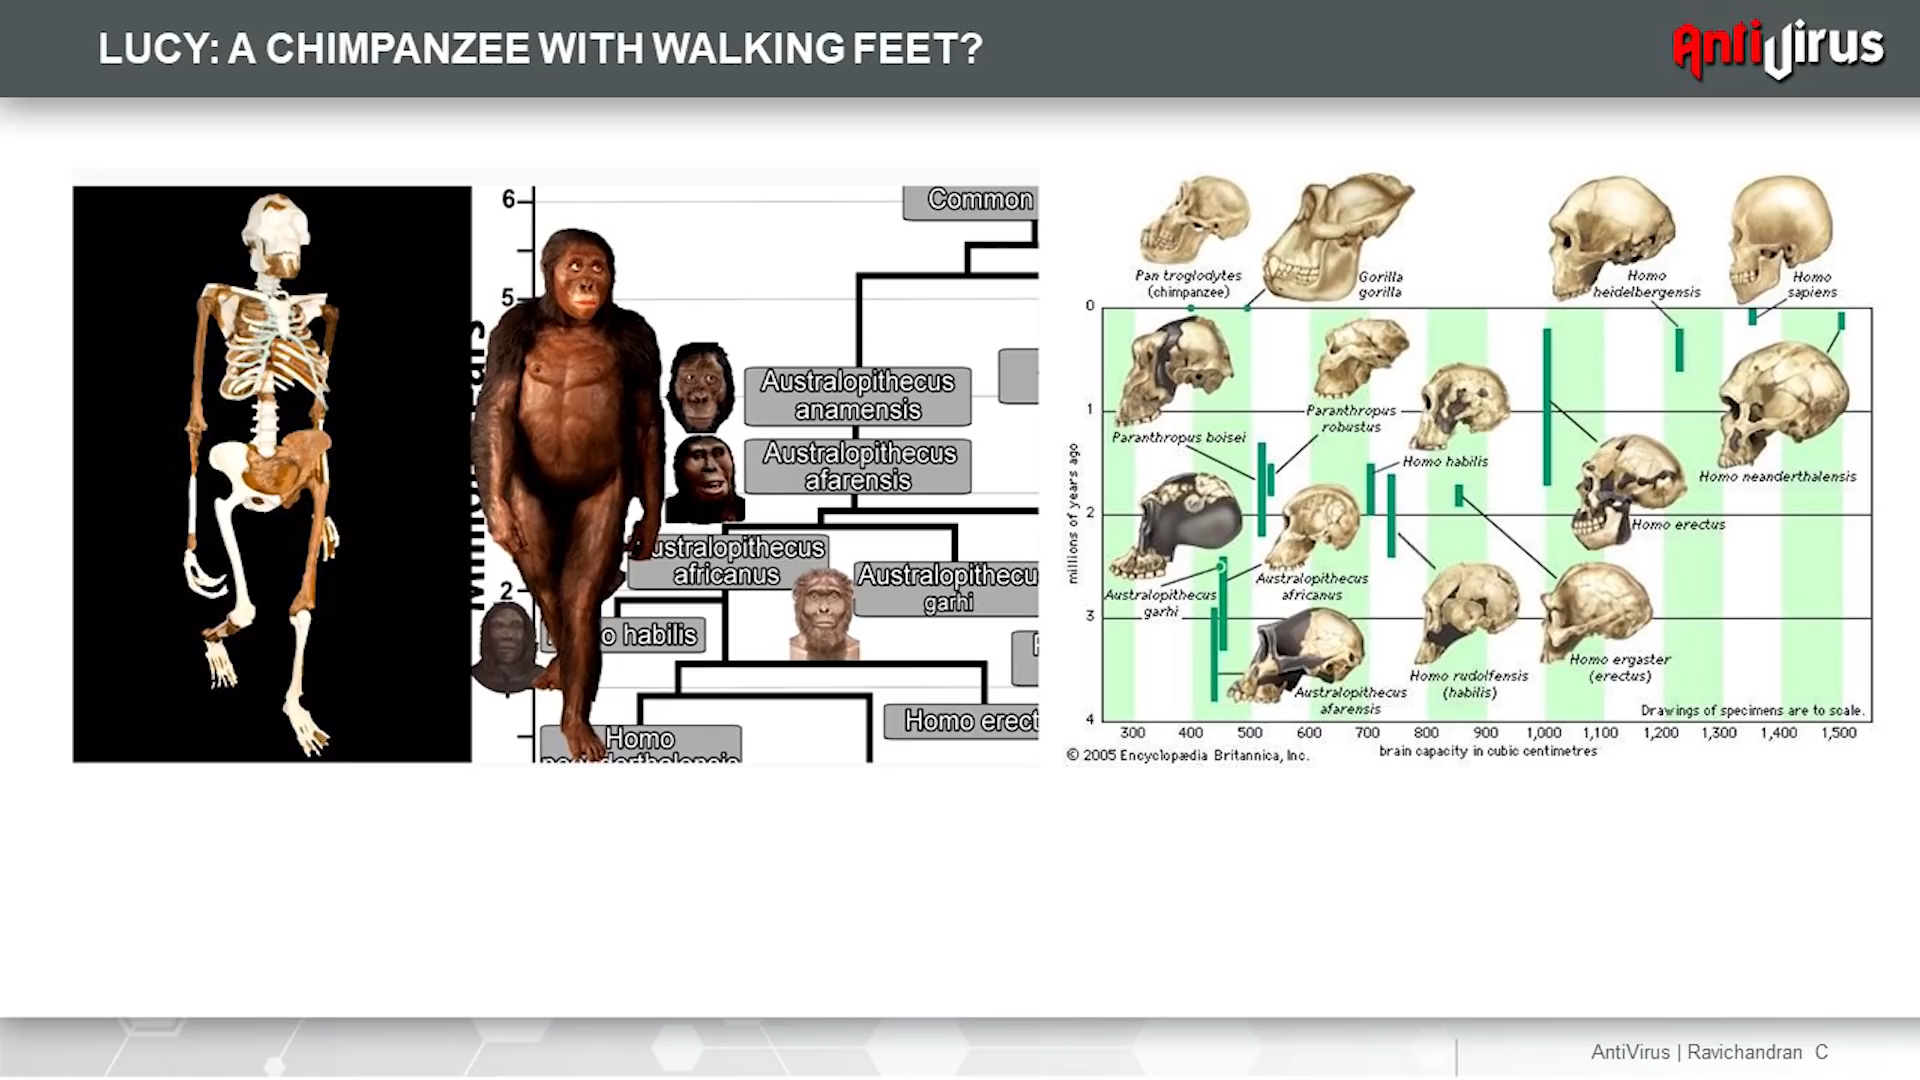 LUCY: A CHIMPANZEE WITH WALKING FEET?
AntiVirus
6
5
2
Common
Australopithecus
anamensis
Australopithecus
afarensis
ustralopithecus
africanus
Australopithecu
garhi
o habilis
Homo erect
Homo
Pan troglodytes
(chimpanzee)
Gorilla
gorilla
Homo
heidelbergensis
Homo
sapiens
Paranthropus boisei
Paranthropus
robustus
Homo habilis
Homo neanderthalensis
Homo erectus
Australopithecus
garhi
Australopithecus
africanus
Australopithecus
afarensis
Homo rudolfensis
(habilis)
Homo ergaster
(erectus)
Drawings of specimens are to scale.
millions of years ago
0
1
2
3
4
300 400 500 600 700 800 900 1,000 1,100 1,200 1,300 1,400 1,500
brain capacity in cubic centimetres
© 2005 Encyclopædia Britannica, Inc.
AntiVirus | Ravichandran C